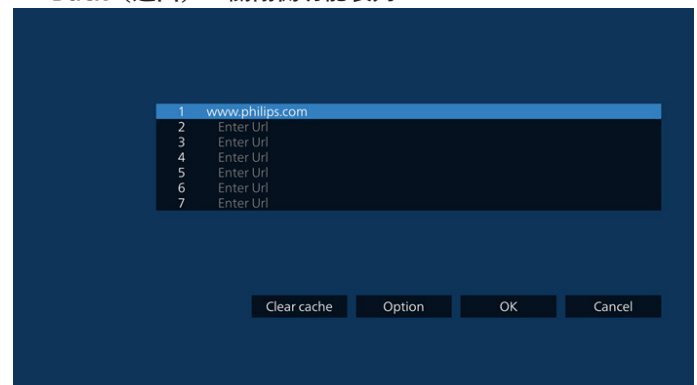 1 www.philips.com
2 Enter Url
3 Enter Url
4 Enter Url
5 Enter Url
6 Enter Url
7 Enter Url
Clear cache Option OK Cancel